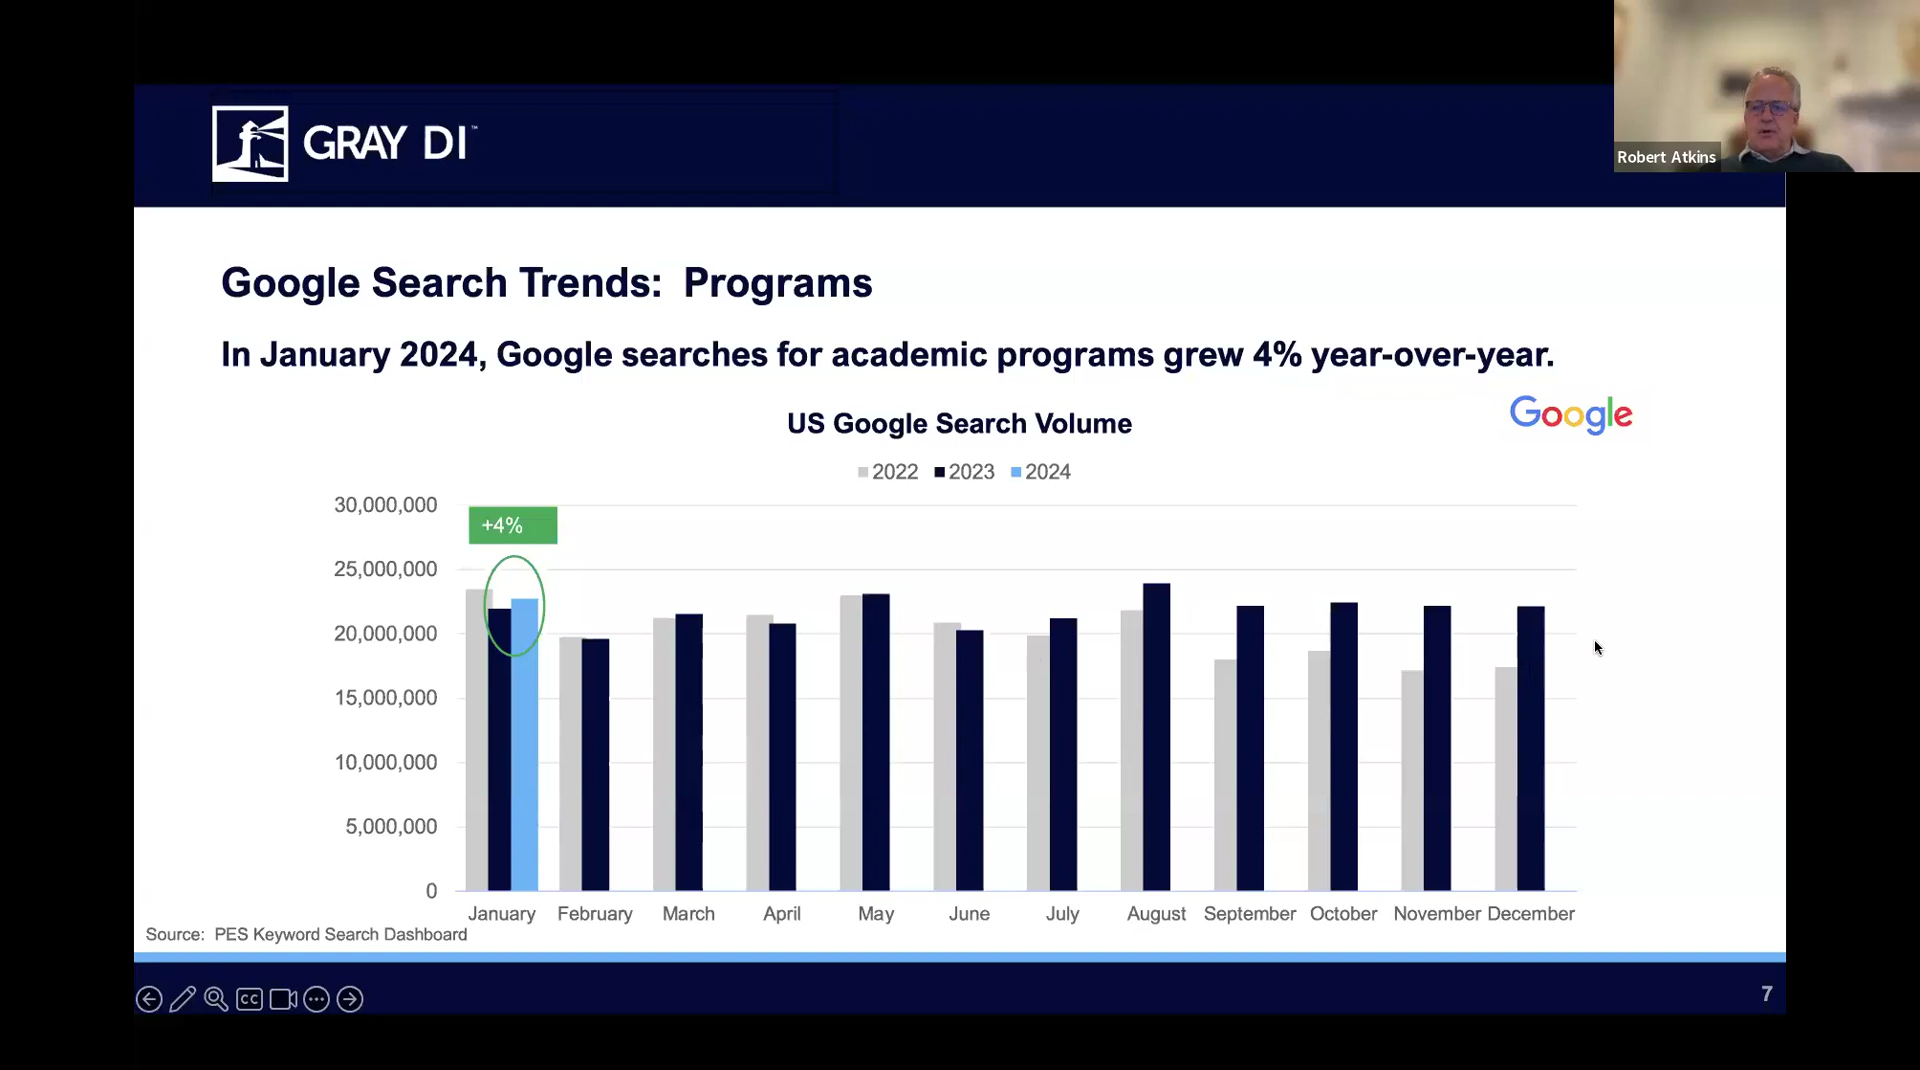 GRAY DI™
Robert Atkins
Google Search Trends:  Programs
In January 2024, Google searches for academic programs grew 4% year-over-year.
Google
US Google Search Volume
2022 2023 2024
30,000,000
+4%
25,000,000
20,000,000
15,000,000
10,000,000
5,000,000
0
January February March April May June July August September October November December
Source:  PES Keyword Search Dashboard
CC
7